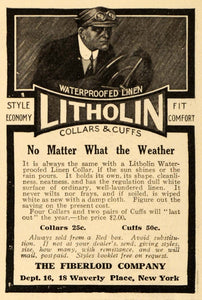 WATERPROOFED LINEN
LITHOLIN
STYLE
ECONOMY
FIT
COMFORT
COLLARS & CUFFS
No Matter What the Weather
It is always the same with a Litholin Water-
proofed Linen Collar. If the sun shines or the
rain pours, it holds its own. In shape, cleanli-
ness, neatness, and has the regulation dull white
surface of ordinary, well-laundered linen. It
never wilts nor frays, and if soiled, is wiped
white as new with a damp cloth. Figure out the
saving on the present cost.
Four Collars and two pairs of Cuffs will "last
out" the year,—the price $2.00.
Collars 25c. Cuffs 50c.
Always sold from a Red box. Avoid substitu-
tion. If not at your dealer's, send, giving styles,
size, how many, with remittance, and we will
mail, postpaid. Styles booklet free on request.
THE FIBERLOID COMPANY
Dept. 16, 18 Waverly Place, New York